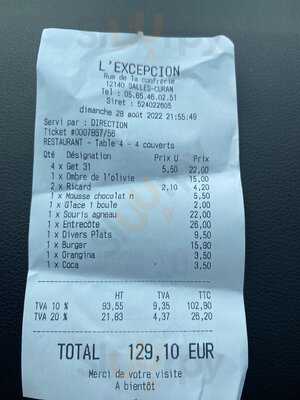 L'EXCEPCION
Rue de la confrérie
12140 SALLES-CURAN
Tel : 05.65.46.02.51
Siret : 524022605
dimanche 28 août 2022 21:55:49
Servi par : DIRECTION
Ticket #0007837/56
RESTAURANT - Table 4 - 4 couverts
Qté Désignation Prix U Prix
4 x Get 31 5,50 22,00
1 x Ombre de l'olivie 15,00
2 x Ricard 2,10 4,20
1 x Mousse chocolat n 5,50
1 x Glace 1 boule 2,00
1 x Souris agneau 22,00
1 x Entrecôte 26,00
1 x Divers Plats 9,50
1 x Burger 15,90
1 x Orangina 3,50
1 x Coca 3,50
HT TVA TTC
TVA 10 % 93,55 9,35 102,90
TVA 20 % 21,83 4,37 26,20
TOTAL 129,10 EUR
Merci de votre visite
A bientôt